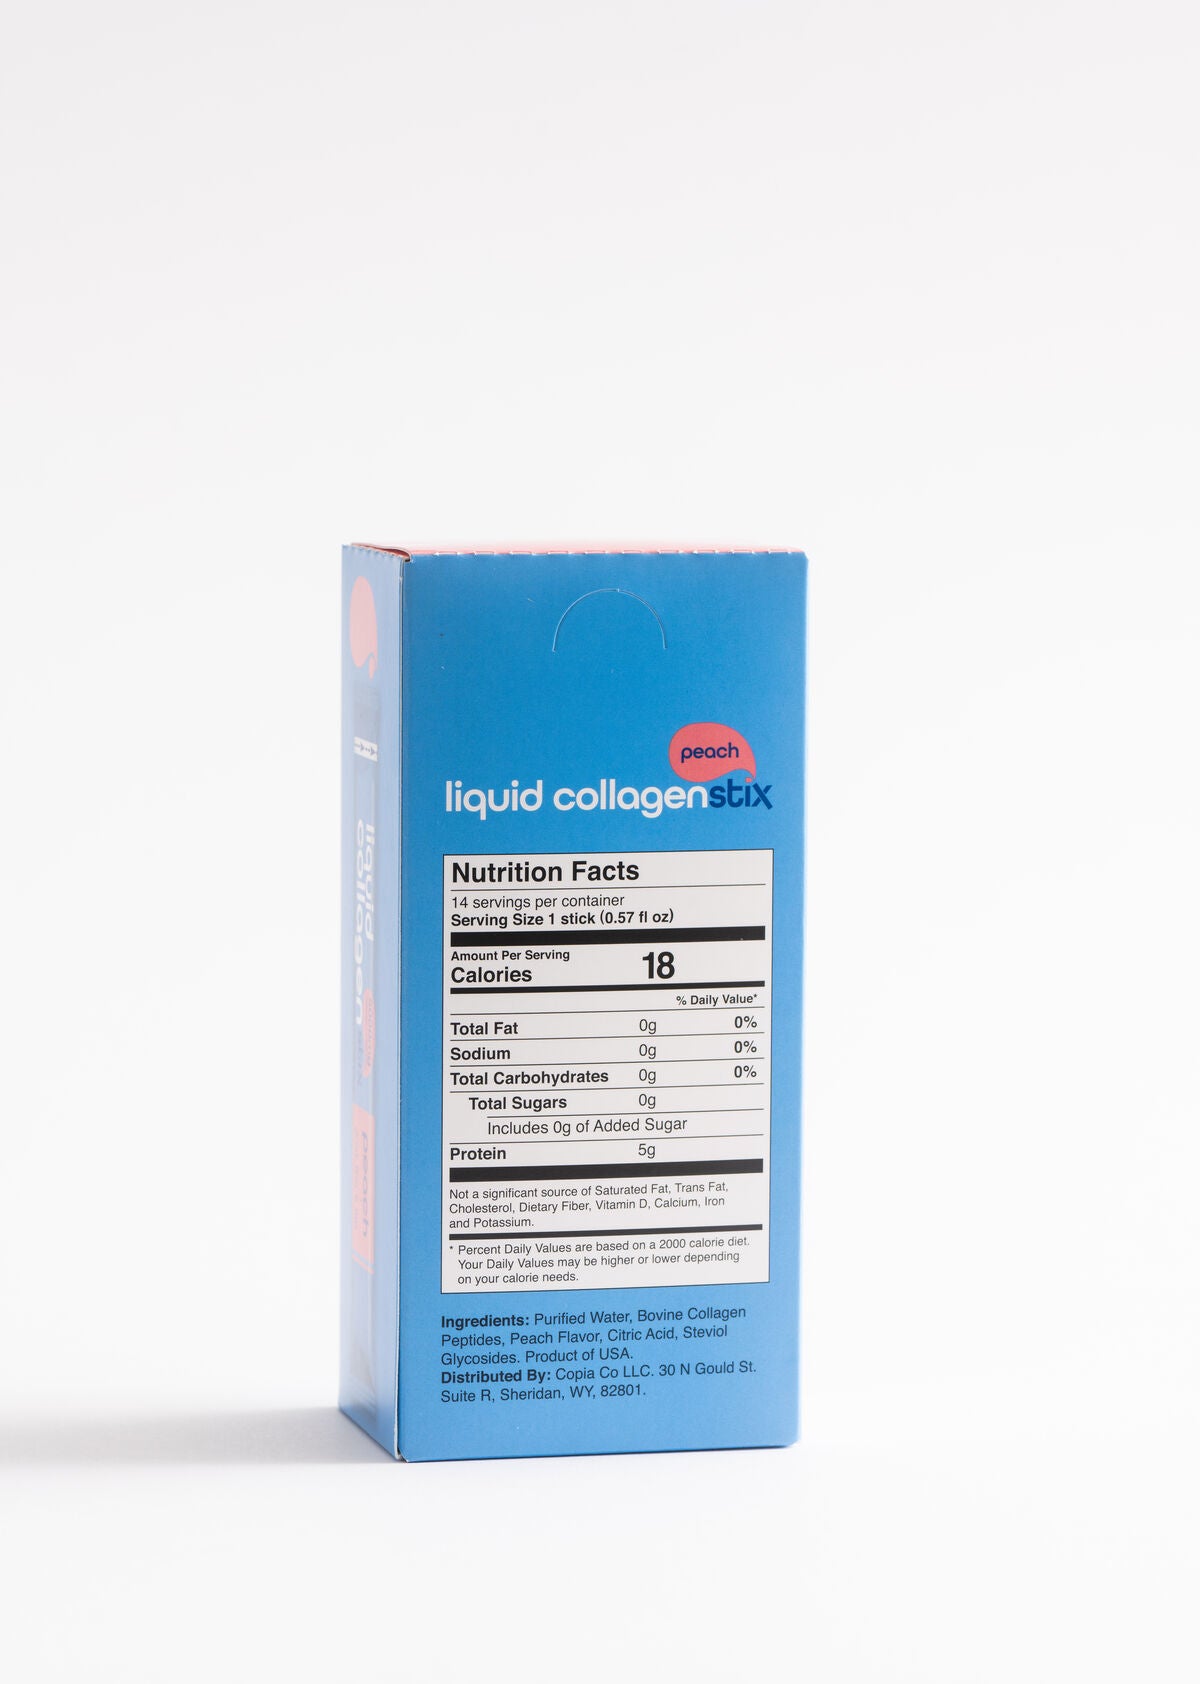 peach
liquid collagenstix
Nutrition Facts
14 servings per container
Serving Size 1 stick (0.57 fl oz)
Amount Per Serving
Calories 18
% Daily Value*
Total Fat 0g 0%
Sodium 0g 0%
Total Carbohydrates 0g 0%
Total Sugars 0g
Includes 0g of Added Sugar
Protein 5g
Not a significant source of Saturated Fat, Trans Fat,
Cholesterol, Dietary Fiber, Vitamin D, Calcium, Iron
and Potassium.
* Percent Daily Values are based on a 2000 calorie diet.
Your Daily Values may be higher or lower depending
on your calorie needs.
Ingredients: Purified Water, Bovine Collagen
Peptides, Peach Flavor, Citric Acid, Steviol
Glycosides. Product of USA.
Distributed By: Copia Co LLC. 30 N Gould St.
Suite R, Sheridan, WY, 82801.
liquid
collagen
stix
peach